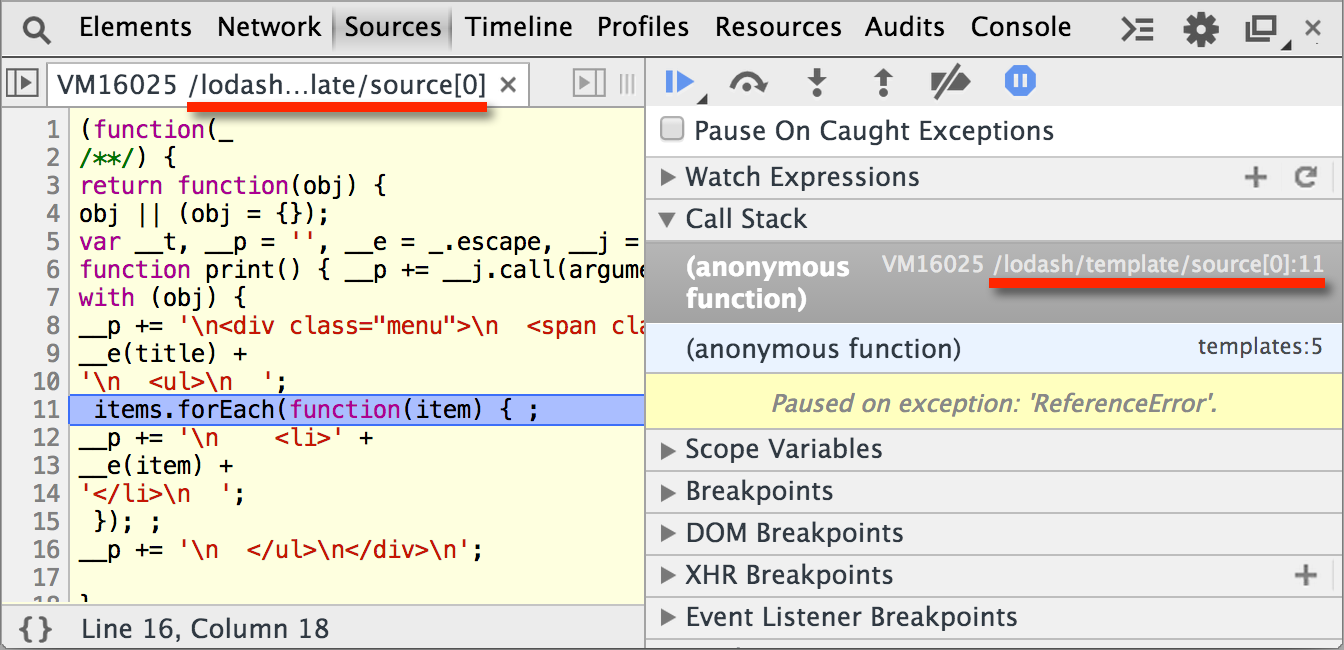 Elements Network Sources Timeline Profiles Resources Audits Console
VM16025 /lodash...late/source[0] ×
1 (function(_
2 /**/) {
3 return function(obj) {
4 obj || (obj = {});
5 var __t, __p = '', __e = _.escape, __j =
6 function print() { __p += __j.call(argume
7 with (obj) {
8 __p += '\n<div class="menu">\n  <span cla
9 __e(title) +
10 '\n  <ul>\n  ';
11  items.forEach(function(item) { ;
12 __p += '\n    <li>' +
13 __e(item) +
14 '</li>\n  ';
15  }); ;
16 __p += '\n  </ul>\n</div>\n';
17
18 }
{} Line 16, Column 18
Pause On Caught Exceptions
Watch Expressions
Call Stack
(anonymous function) VM16025 /lodash/template/source[0]:11
(anonymous function) templates:5
Paused on exception: 'ReferenceError'.
Scope Variables
Breakpoints
DOM Breakpoints
XHR Breakpoints
Event Listener Breakpoints